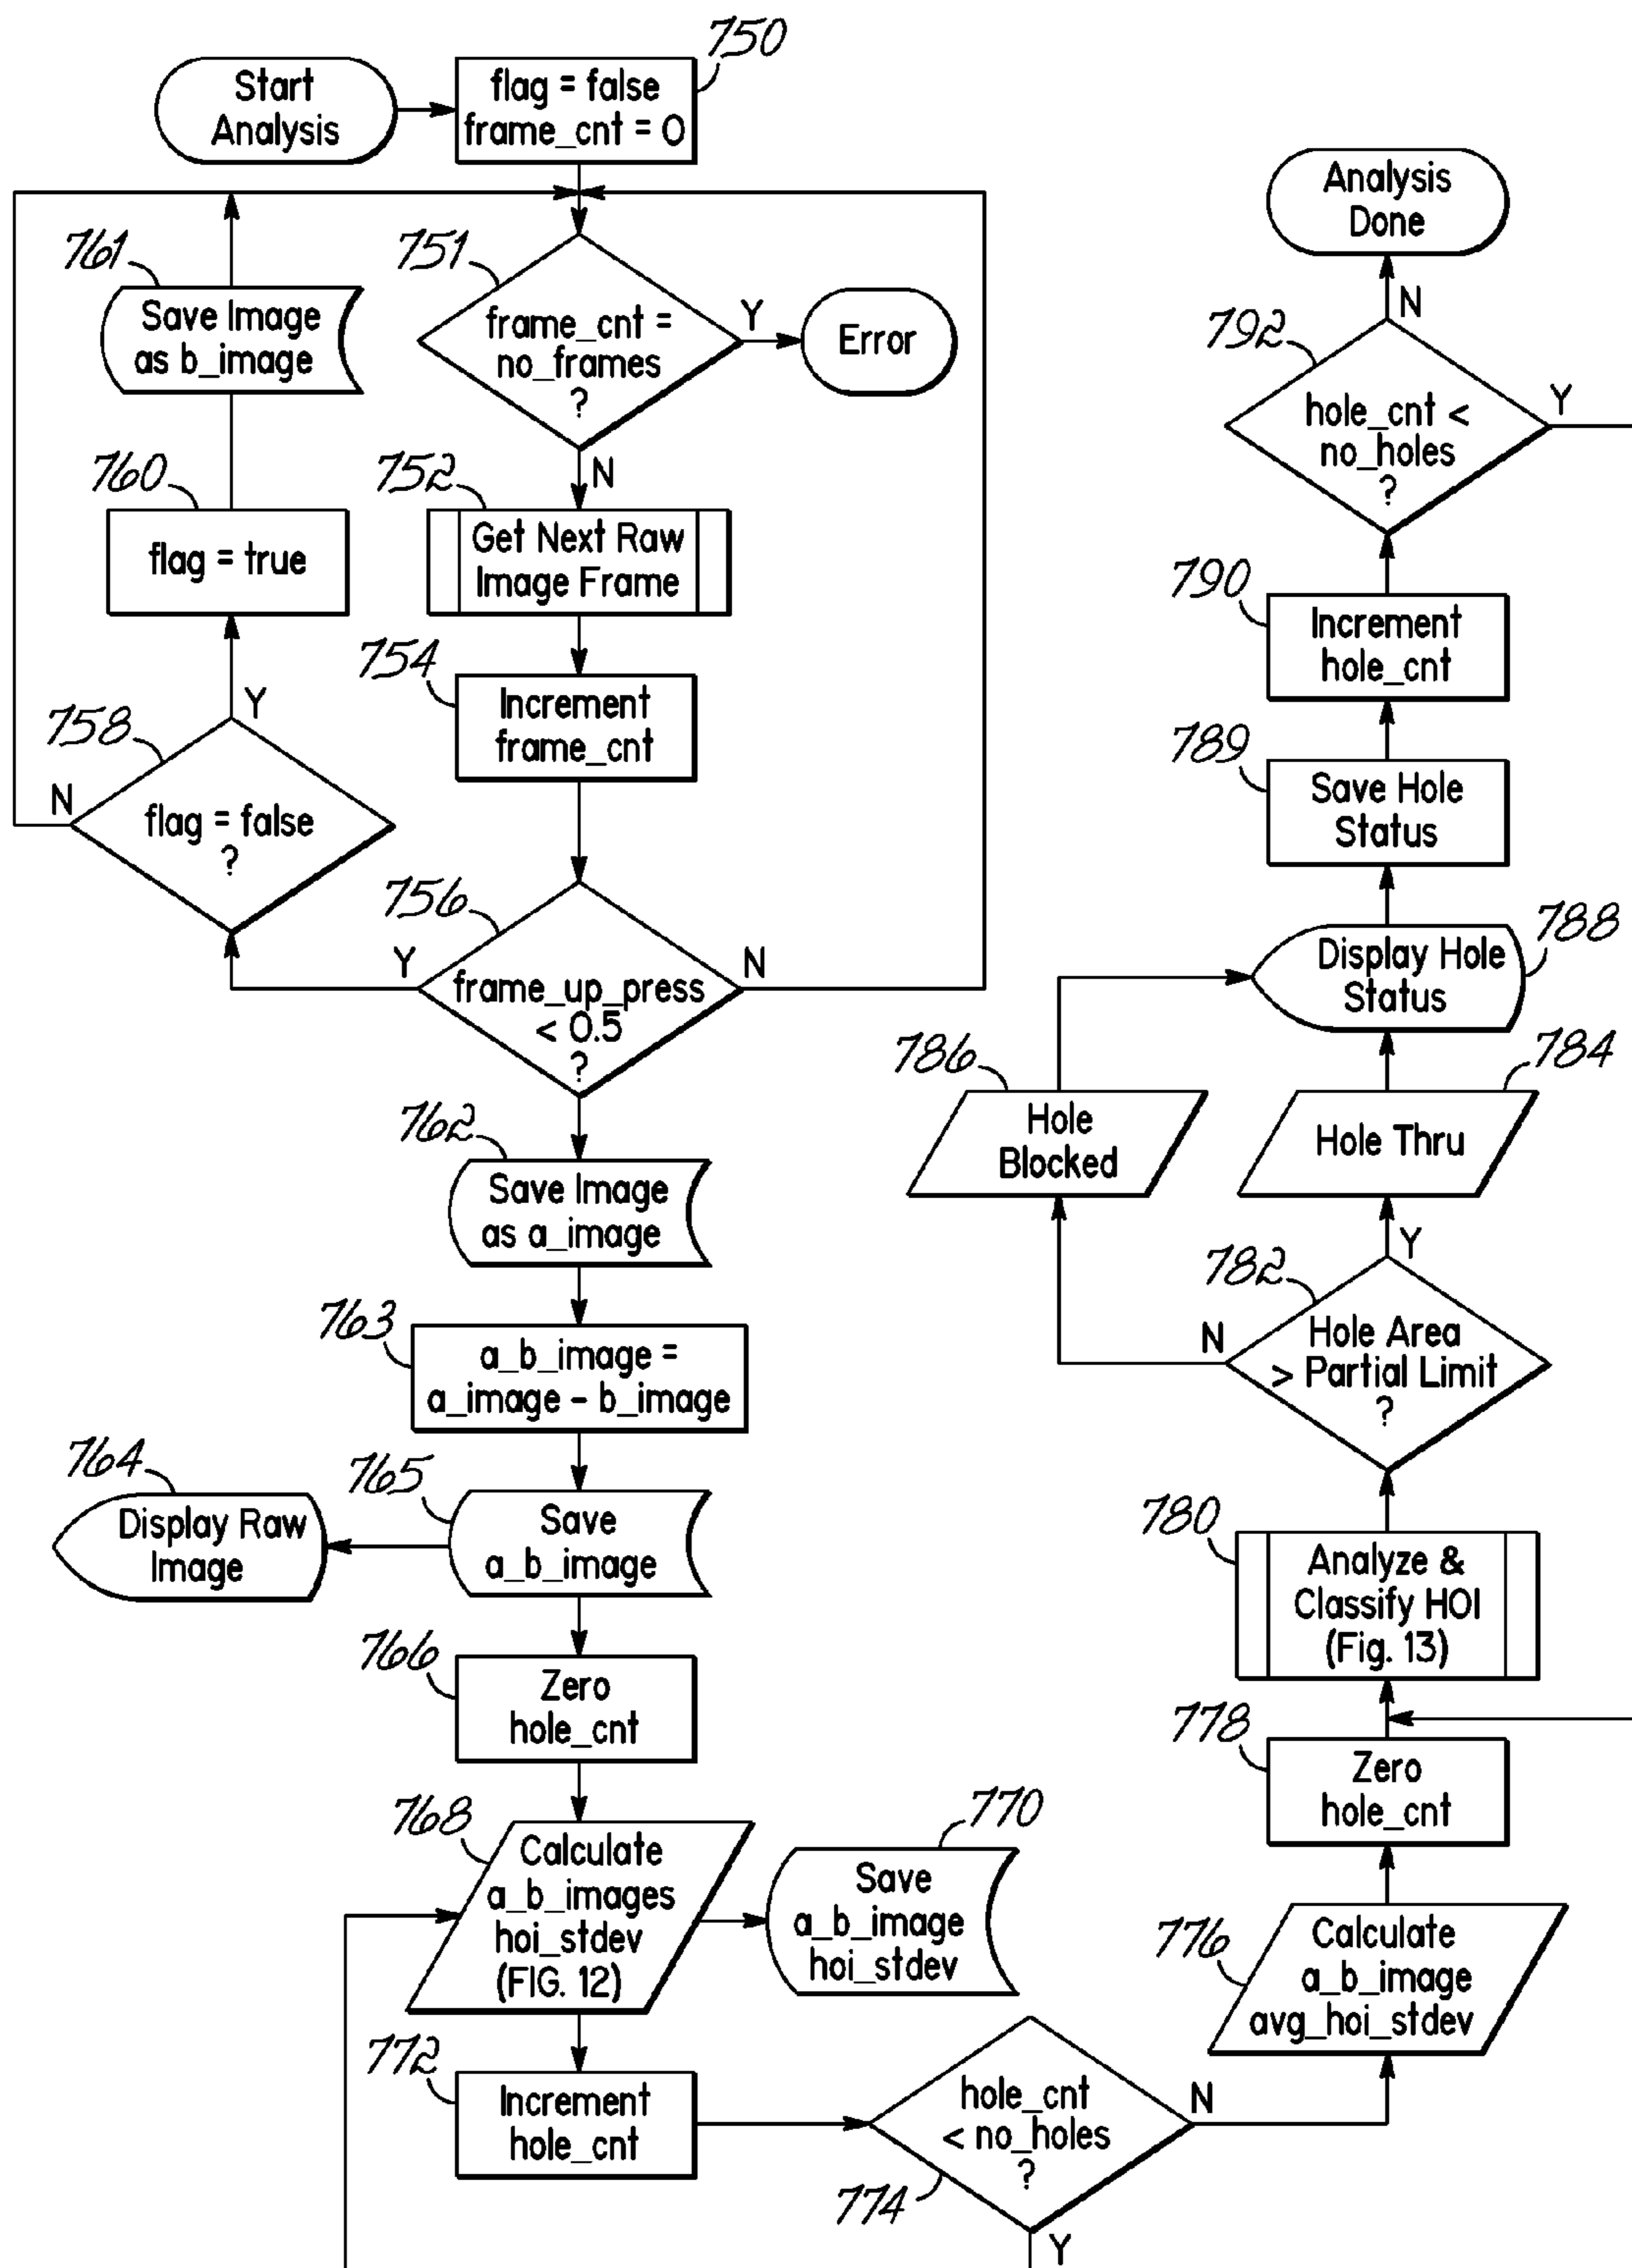 750
Start
Analysis
flag = false
frame_cnt = 0
761
Save Image
as b_image
751
frame_cnt =
no_frames
?
Y
Error
N
760
flag = true
752
Get Next Raw
Image Frame
754
Increment
frame_cnt
758
Y
N
flag = false
?
756
Y
N
frame_up_press
< 0.5
?
762
Save Image
as a_image
763
a_b_image =
a_image – b_image
764
Display Raw
Image
765
Save
a_b_image
766
Zero
hole_cnt
768
Calculate
a_b_images
hoi_stdev
(FIG. 12)
770
Save
a_b_image
hoi_stdev
772
Increment
hole_cnt
hole_cnt
< no_holes
?
774
N
Y
776
Calculate
a_b_image
avg_hoi_stdev
778
Zero
hole_cnt
780
Analyze &
Classify HOI
(Fig. 13)
782
Hole Area
> Partial Limit
?
N
Y
786
Hole
Blocked
784
Hole Thru
788
Display Hole
Status
789
Save Hole
Status
790
Increment
hole_cnt
792
hole_cnt <
no_holes
?
Y
N
Analysis
Done